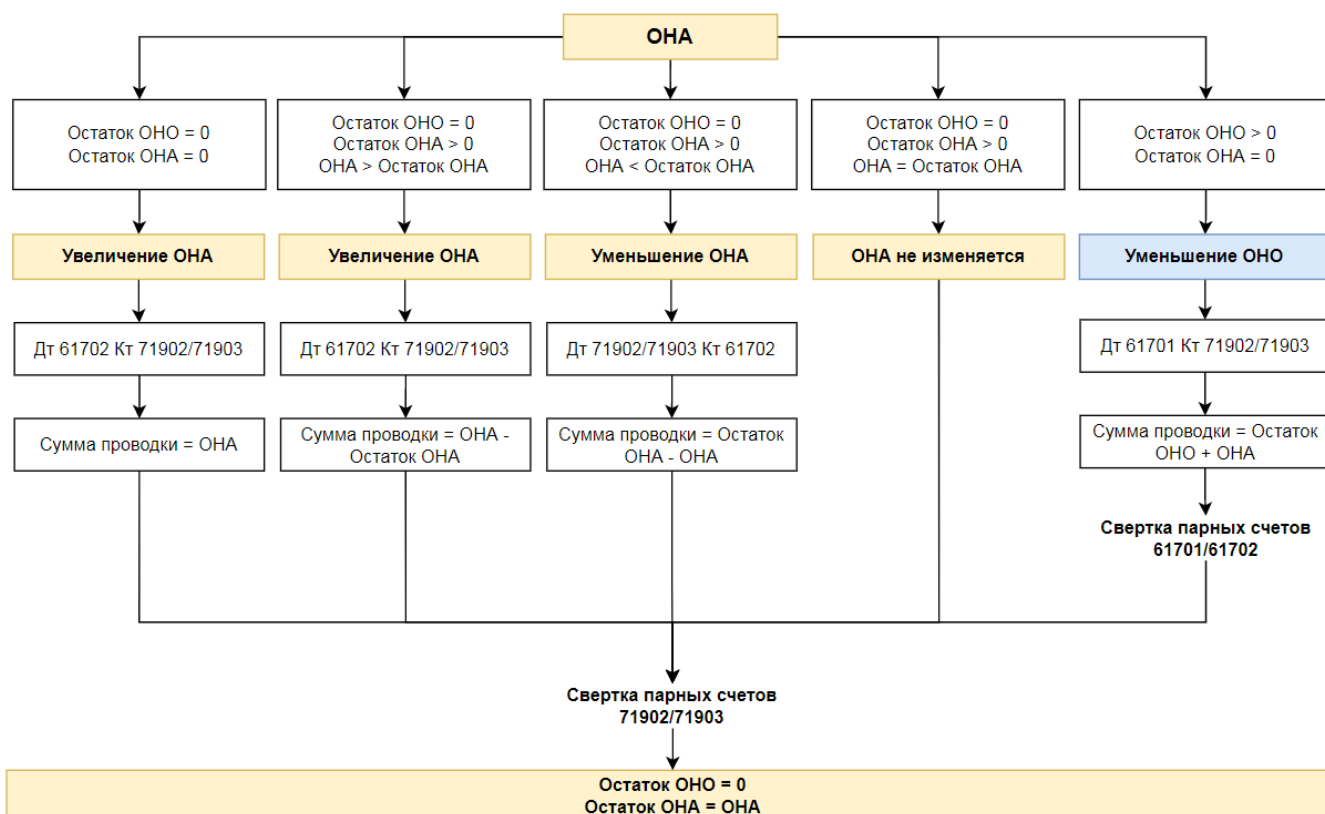 ОНА
Остаток ОНО = 0
Остаток ОНА = 0
Остаток ОНО = 0
Остаток ОНА > 0
ОНА > Остаток ОНА
Остаток ОНО = 0
Остаток ОНА > 0
ОНА < Остаток ОНА
Остаток ОНО = 0
Остаток ОНА > 0
ОНА = Остаток ОНА
Остаток ОНО > 0
Остаток ОНА = 0
Увеличение ОНА
Увеличение ОНА
Уменьшение ОНА
ОНА не изменяется
Уменьшение ОНО
Дт 61702 Кт 71902/71903
Дт 61702 Кт 71902/71903
Дт 71902/71903 Кт 61702
Дт 61701 Кт 71902/71903
Сумма проводки = ОНА
Сумма проводки = ОНА -
Остаток ОНА
Сумма проводки = Остаток
ОНА - ОНА
Сумма проводки = Остаток
ОНО + ОНА
Свертка парных счетов
61701/61702
Свертка парных счетов
71902/71903
Остаток ОНО = 0
Остаток ОНА = ОНА